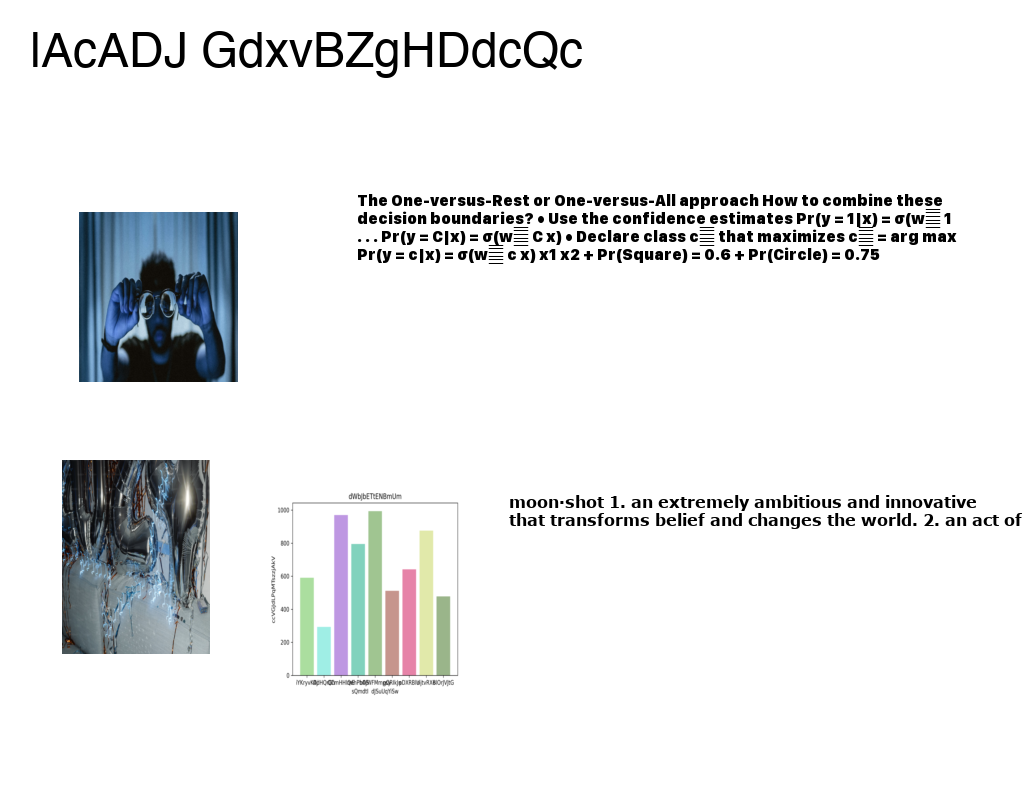 lAcADJ GdxvBZgHDdcQc
The One-versus-Rest or One-versus-All approach How to combine these
decision boundaries? • Use the confidence estimates Pr(y = 1|x) = σ(w 1
. . . Pr(y = C|x) = σ(w C x) • Declare class c that maximizes c = arg max
Pr(y = c|x) = σ(w c x) x1 x2 + Pr(Square) = 0.6 + Pr(Circle) = 0.75
moon·shot 1. an extremely ambitious and innovative
that transforms belief and changes the world. 2. an act of
dWbjbETtENBmUm
1000
800
600
400
200
0
sQmdtl